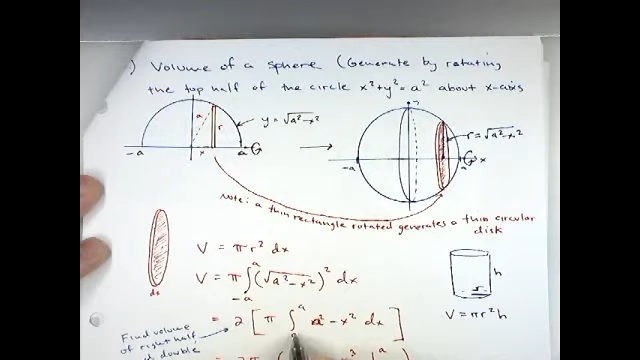 ) Volume of a sphere (Generate by rotating
the top half of the circle x² + y² = a² about x-axis
a
r
y = √a²-x²
-a
x
a
r = √a²-x²
-a
a
x
Note: a thin rectangle rotated generates a thin circular
disk
dx
V = πr² dx
V = π ∫_{-a}^{a} (√a²-x²)² dx
r
h
V = πr²h
= 2 [ π ∫^{a} a² - x² dx ]
Find volume
of right half